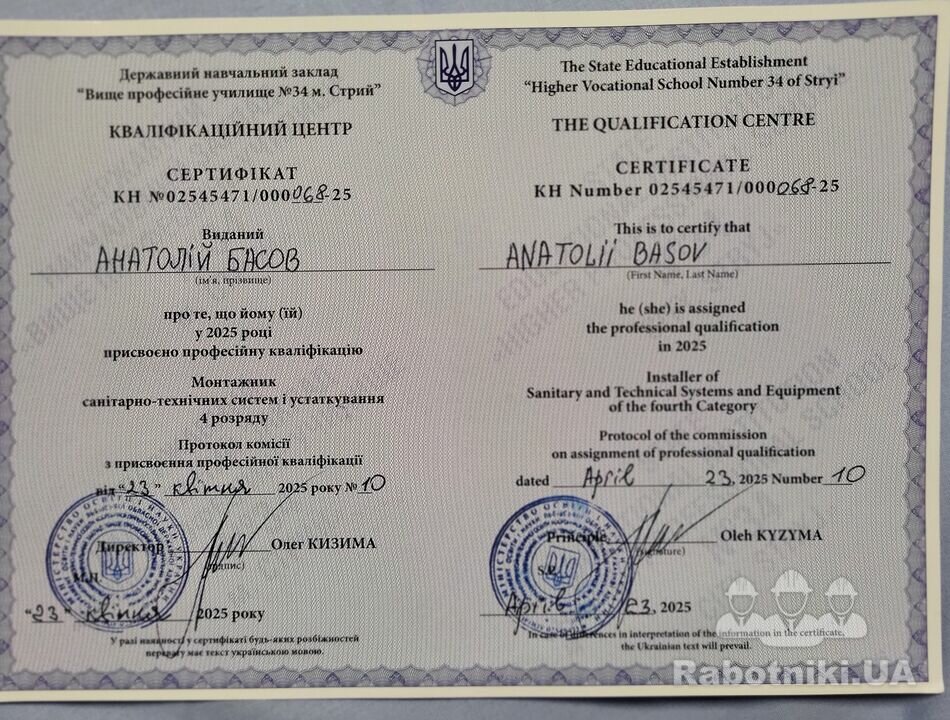 Державний навчальний заклад
"Вище професійне училище №34 м. Стрий"
КВАЛІФІКАЦІЙНИЙ ЦЕНТР
СЕРТИФІКАТ
КН №02545471/000068-25
Виданий
АНАТОЛІЙ БАСОВ
(ім'я, прізвище)
про те, що йому (їй)
у 2025 році
присвоєно професійну кваліфікацію
Монтажник
санітарно-технічних систем і устаткування
4 розряду
Протокол комісії
з присвоєння професійної кваліфікації
від "23" квітня 2025 року № 10
Директор Олег КИЗИМА
(підпис)
М.П.
"23" квітня 2025 року
У разі наявності у сертифікаті будь-яких розбіжностей
перевагу має текст українською мовою.
The State Educational Establishment
"Higher Vocational School Number 34 of Stryi"
THE QUALIFICATION CENTRE
CERTIFICATE
KH Number 02545471/000068-25
This is to certify that
ANATOLII BASOV
(First Name, Last Name)
he (she) is assigned
the professional qualification
in 2025
Installer of
Sanitary and Technical Systems and Equipment
of the fourth Category
Protocol of the commission
on assignment of professional qualification
dated April 23, 2025 Number 10
Principle Oleh KYZYMA
(signature)
S.P.
April 23, 2025
In case of differences in interpretation of the information in the certificate,
the Ukrainian text will prevail.
Rabotniki.UA